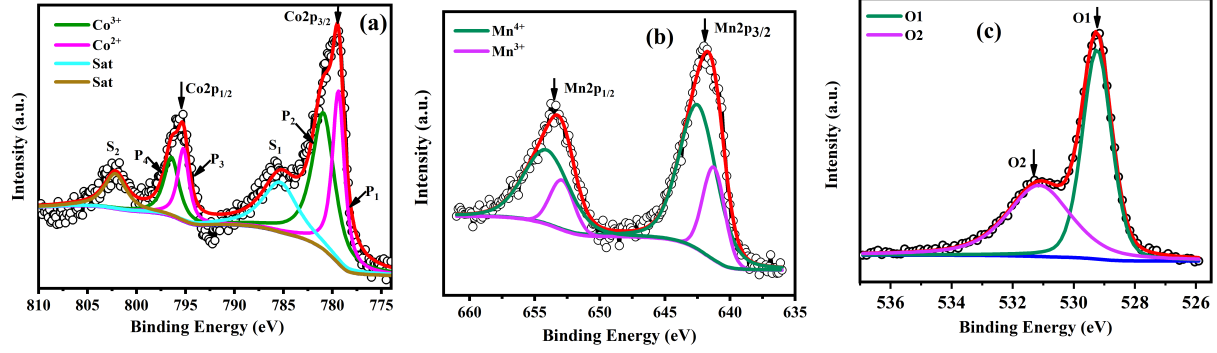 (a)
Co2p3/2
Co³⁺
Co²⁺
Sat
Sat
Co2p1/2
P2
S2
P4
P3
S1
P1
Intensity (a.u.)
810 805 800 795 790 785 780 775
Binding Energy (eV)
(b)
Mn⁴⁺
Mn³⁺
Mn2p3/2
Mn2p1/2
Intensity (a.u.)
660 655 650 645 640 635
Binding Energy (eV)
(c)
O1
O2
O1
O2
Intensity (a.u.)
536 534 532 530 528 526
Binding Energy (eV)